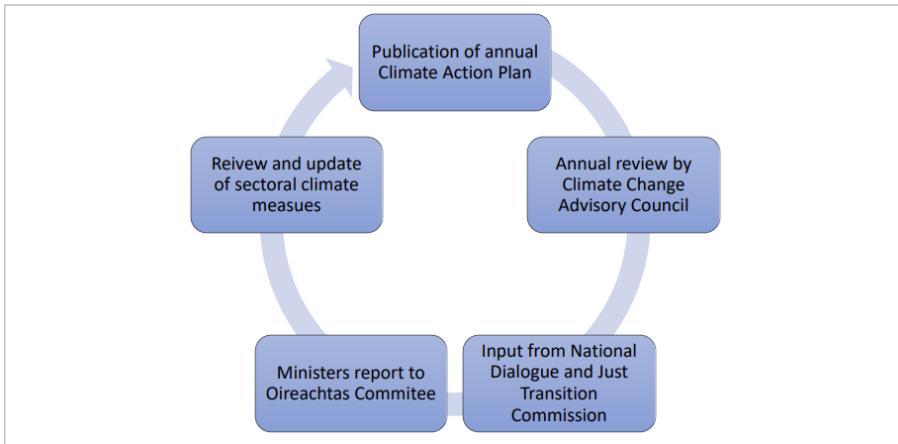 Publication of annual
Climate Action Plan
Annual review by
Climate Change
Advisory Council
Input from National
Dialogue and Just
Transition
Commission
Ministers report to
Oireachtas Commitee
Reivew and update
of sectoral climate
measues